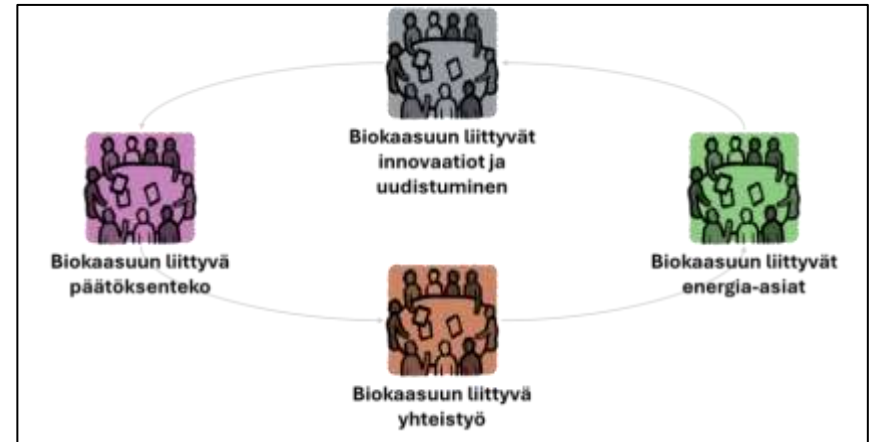 Biokaasuun liittyvät
innovaatiot ja
uudistuminen
Biokaasuun liittyvä
päätöksenteko
Biokaasuun liittyvät
energia-asiat
Biokaasuun liittyvä
yhteistyö